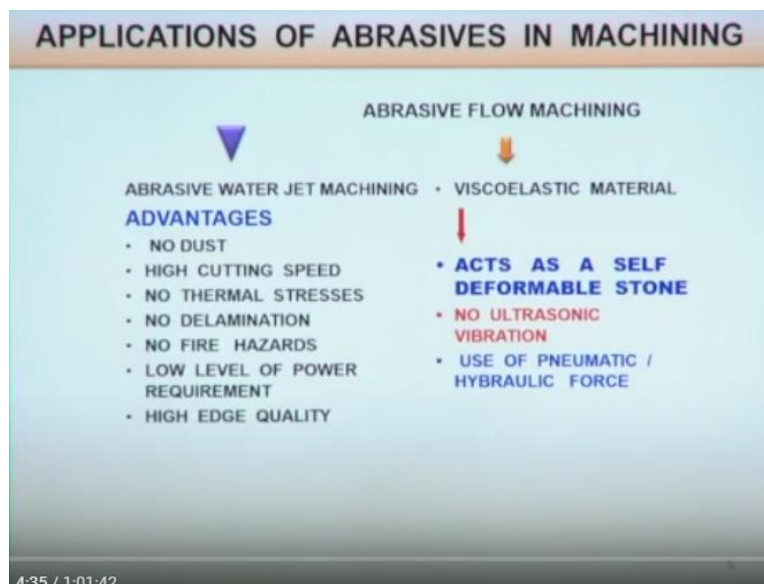 APPLICATIONS OF ABRASIVES IN MACHINING
ABRASIVE FLOW MACHINING
ABRASIVE WATER JET MACHINING
ADVANTAGES
· NO DUST
· HIGH CUTTING SPEED
· NO THERMAL STRESSES
· NO DELAMINATION
· NO FIRE HAZARDS
· LOW LEVEL OF POWER
REQUIREMENT
· HIGH EDGE QUALITY
· VISCOELASTIC MATERIAL
· ACTS AS A SELF
DEFORMABLE STONE
· NO ULTRASONIC
VIBRATION
· USE OF PNEUMATIC /
HYBRAULIC FORCE
4:35 / 1:01:42